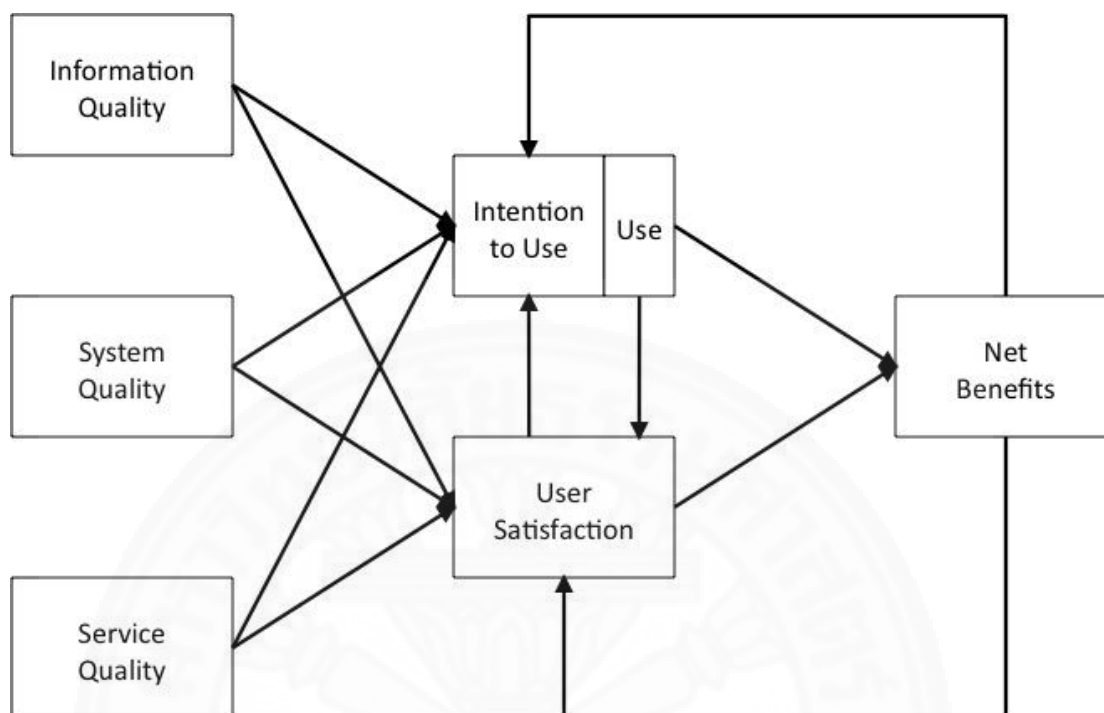 Information
Quality
Intention
to Use
Use
System
Quality
Net
Benefits
User
Satisfaction
Service
Quality